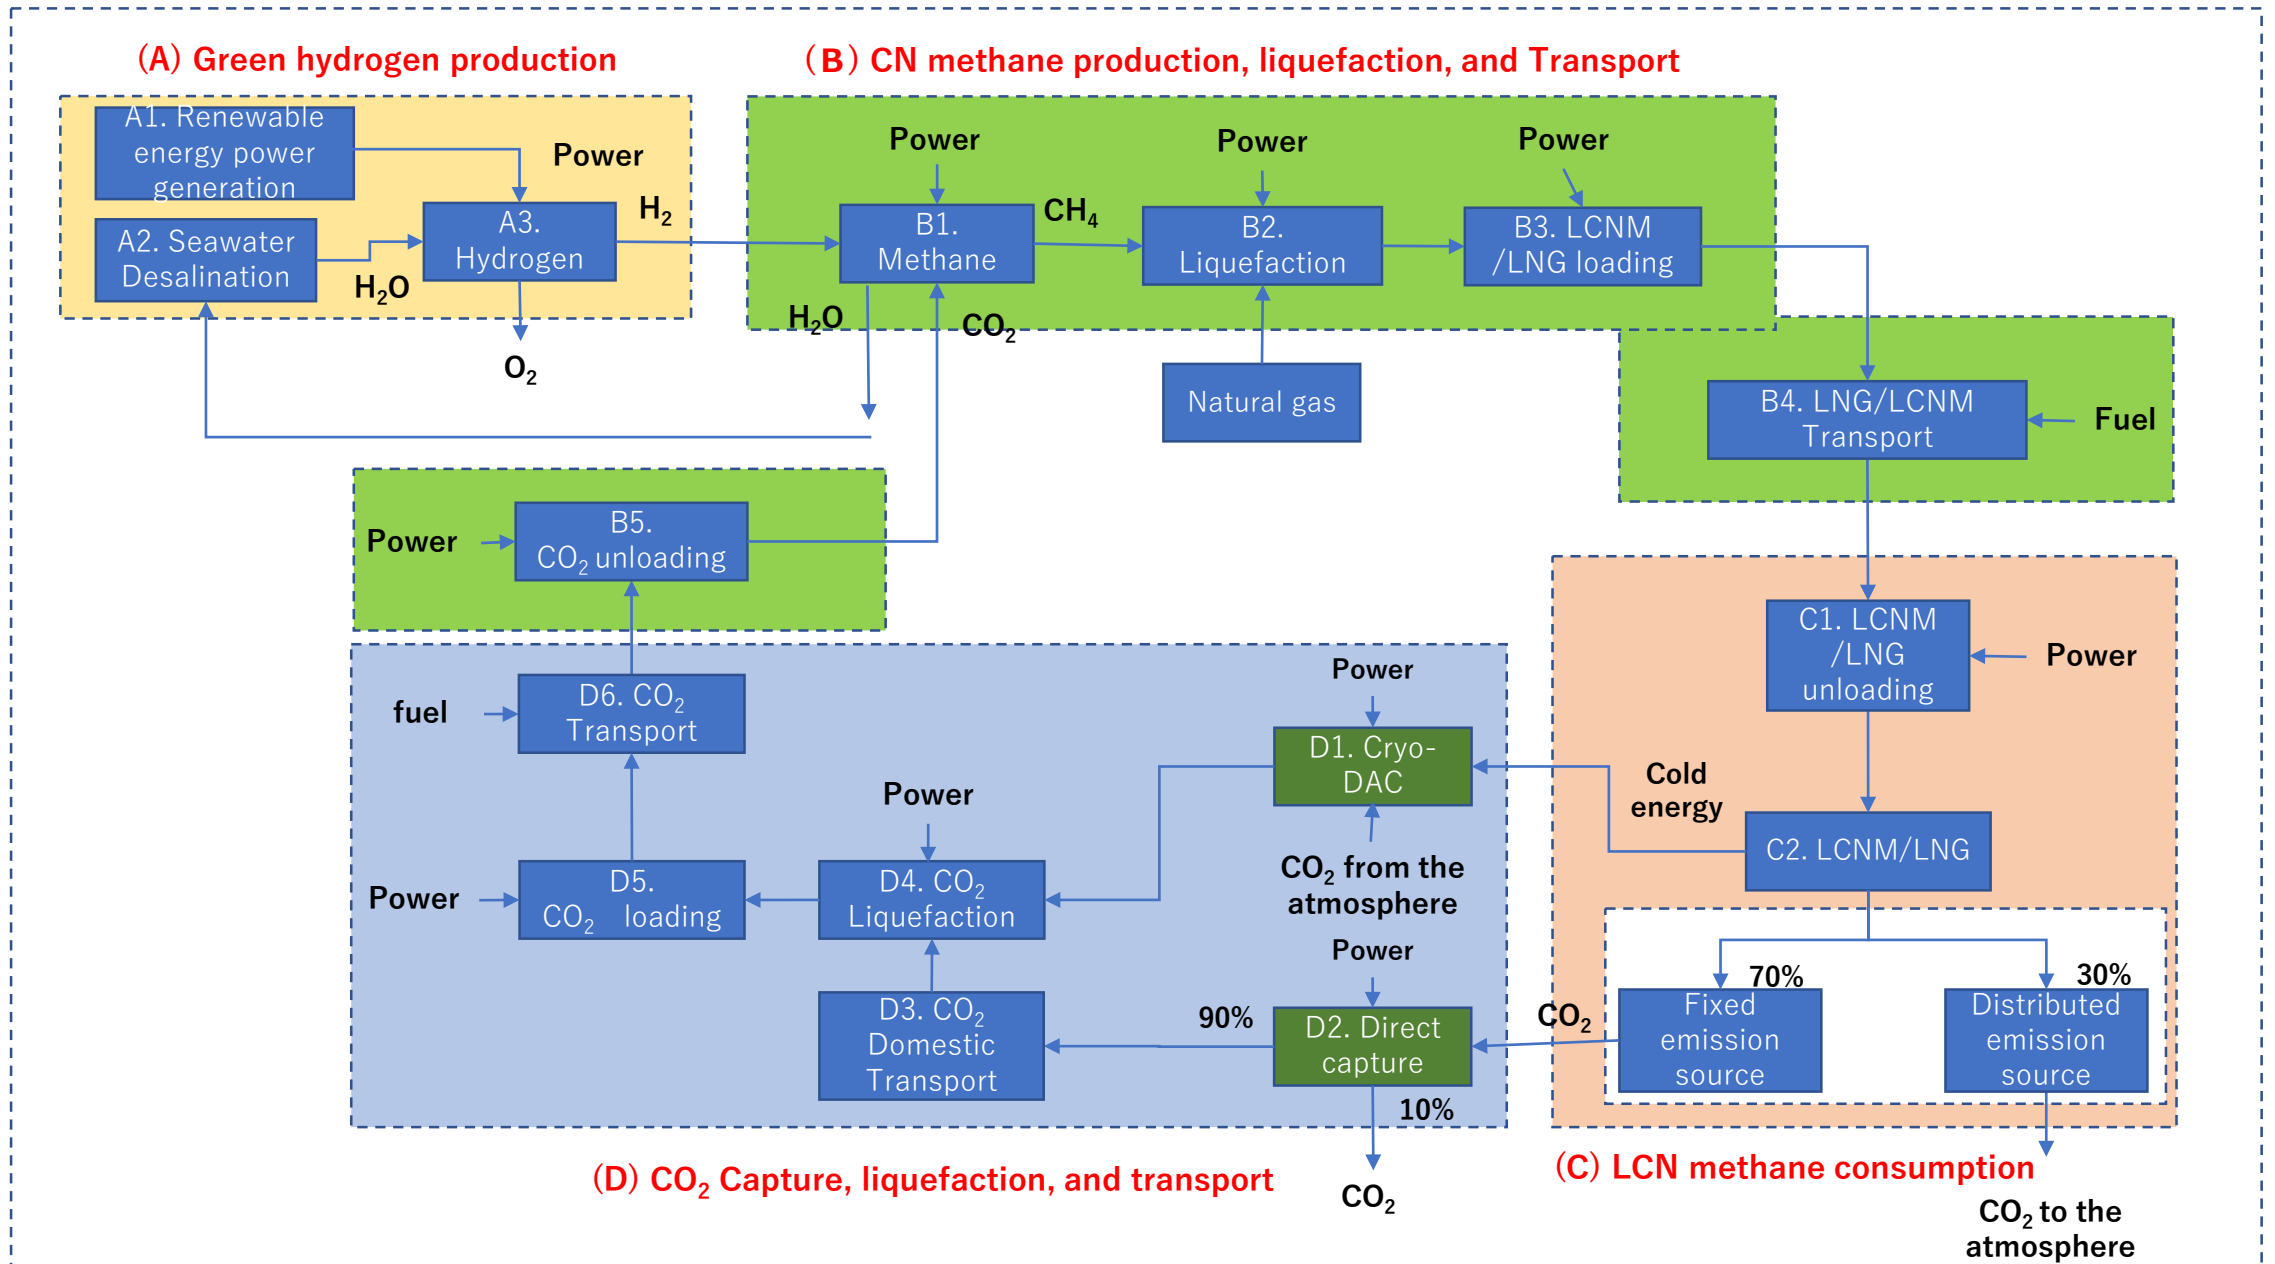 (A) Green hydrogen production
(B) CN methane production, liquefaction, and Transport
A1. Renewable
energy power
generation
Power
A2. Seawater
Desalination
H₂O
A3.
Hydrogen
H₂
O₂
Power
B1.
Methane
CH₄
H₂O
CO₂
Power
B2.
Liquefaction
Natural gas
Power
B3. LCNM
/LNG loading
B4. LNG/LCNM
Transport
Fuel
Power
B5.
CO₂ unloading
C1. LCNM
/LNG
unloading
Power
Cold
energy
C2. LCNM/LNG
70%
30%
Fixed
emission
source
Distributed
emission
source
CO₂
(C) LCN methane consumption
CO₂ to the
atmosphere
Power
D1. Cryo-
DAC
CO₂ from the
atmosphere
Power
D2. Direct
capture
90%
10%
CO₂
D3. CO₂
Domestic
Transport
Power
D4. CO₂
Liquefaction
Power
D5.
CO₂ loading
fuel
D6. CO₂
Transport
(D) CO₂ Capture, liquefaction, and transport